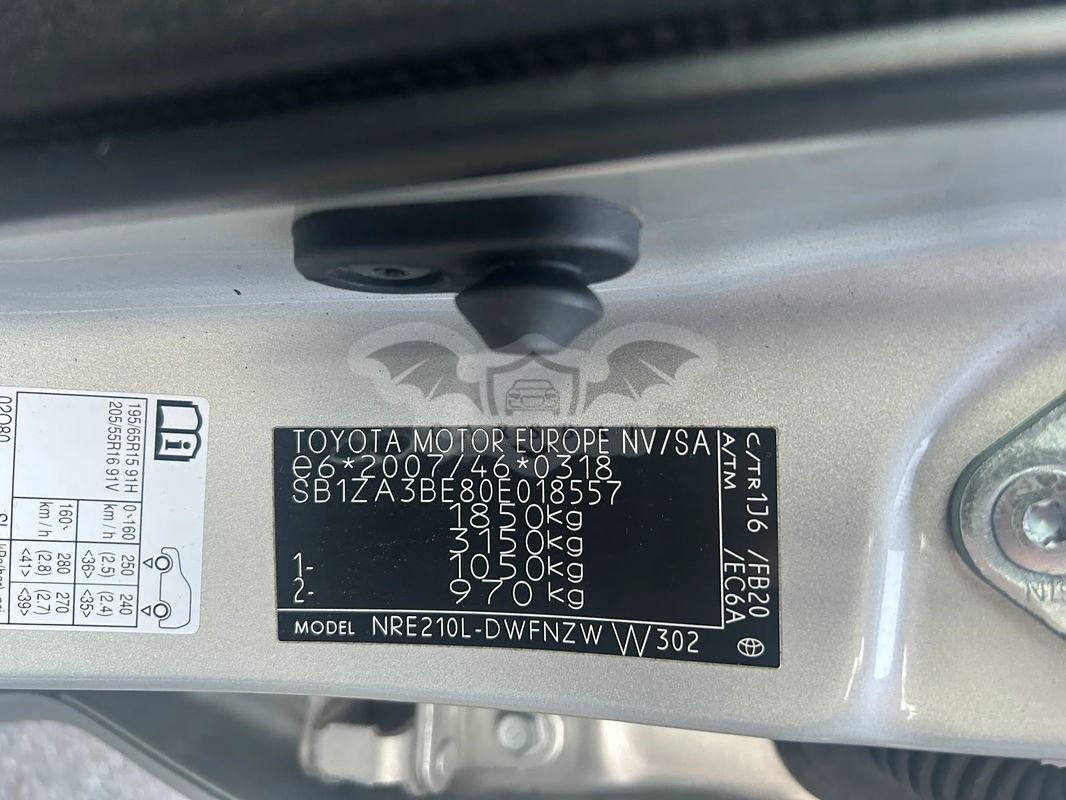 TOYOTA MOTOR EUROPE NV/SA
e6*2007/46*0318
SB1ZA3BE80E018557
1850kg
3150kg
1- 1050kg
2- 970kg
MODEL NRE210L-DWFNZW W302
C/TR 1J6 /FB20
A/TM /EC6A
195/65R15 91H
205/55R16 91V
0~160 km/h
250 (2.5) <36>
240 (2.4) <35>
160~ km/h
280 (2.8) <41>
270 (2.7) <39>